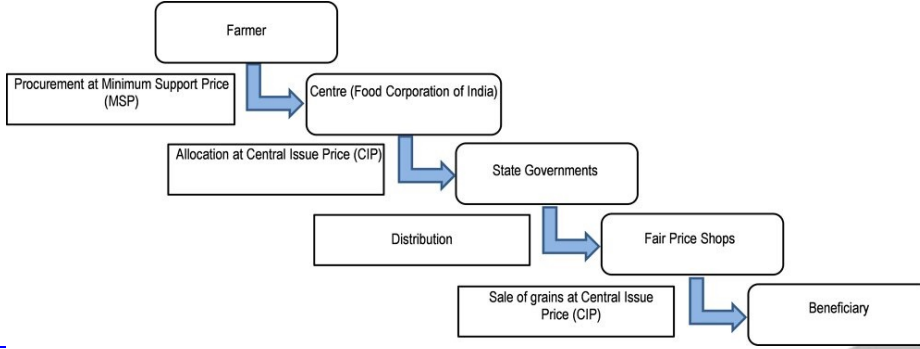 Farmer
Procurement at Minimum Support Price
(MSP)
Centre (Food Corporation of India)
Allocation at Central Issue Price (CIP)
State Governments
Distribution
Fair Price Shops
Sale of grains at Central Issue
Price (CIP)
Beneficiary